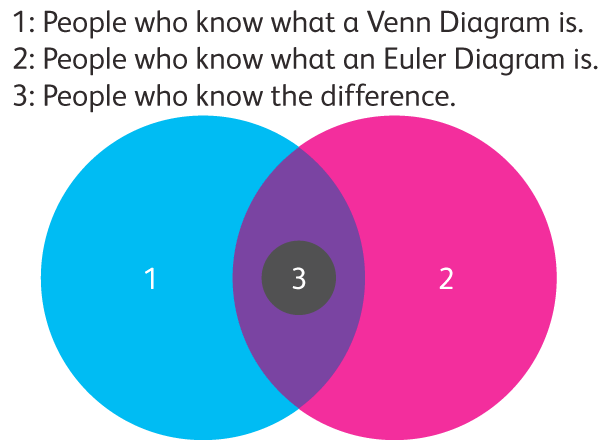 1: People who know what a Venn Diagram is.
2: People who know what an Euler Diagram is.
3: People who know the difference.
1
3
2